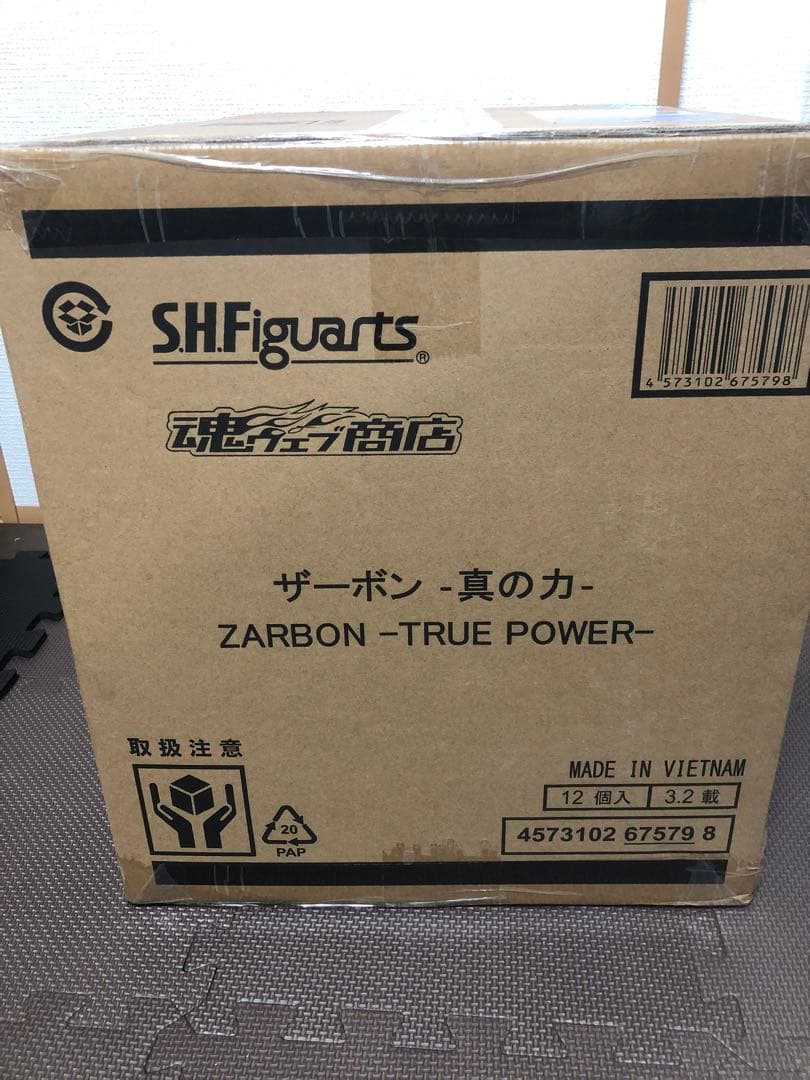 S.H.Figuarts®
4 573102 675798
魂ウェブ商店
ザーボン -真の力-
ZARBON -TRUE POWER-
取扱注意
MADE IN VIETNAM
12 個入 3.2 載
20
PAP
4573102 67579 8